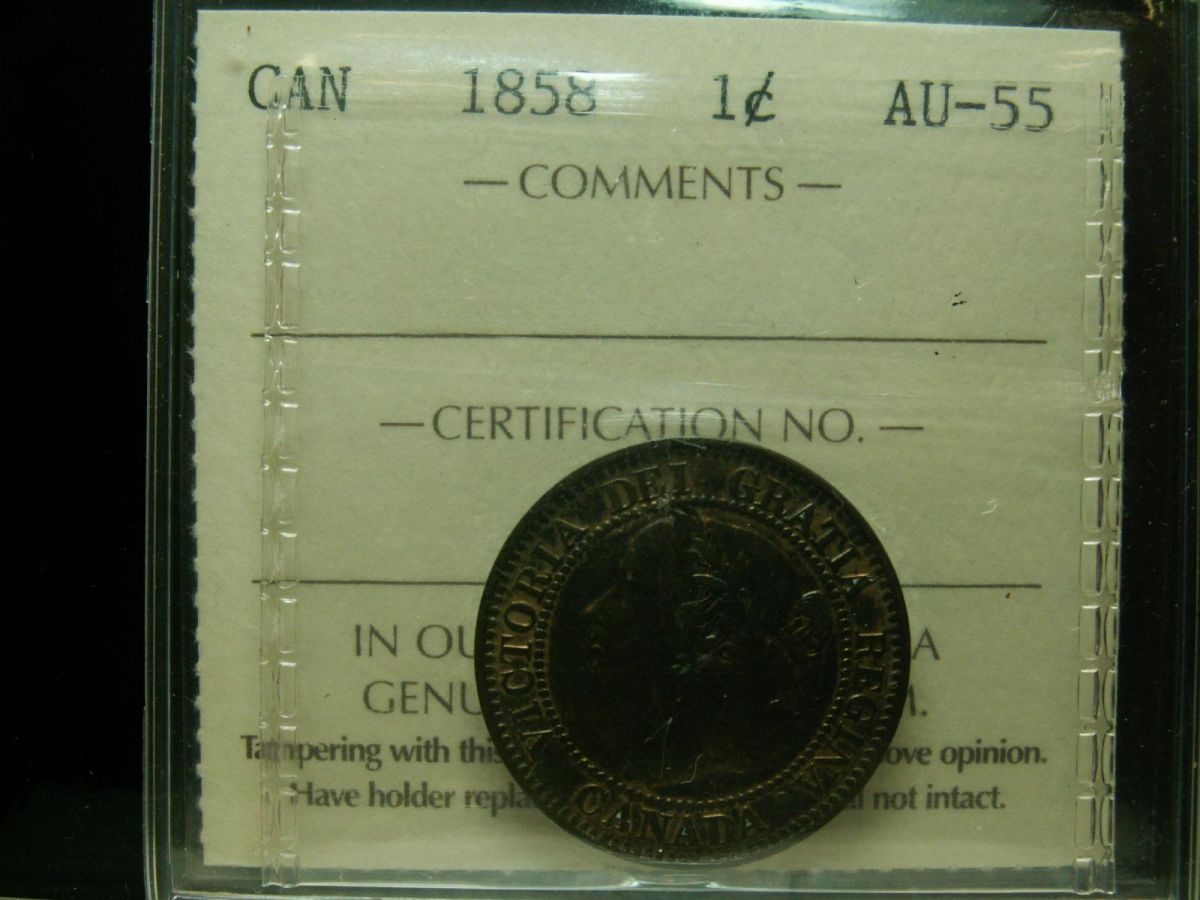 CAN 1858 1¢ AU-55
— COMMENTS —
— CERTIFICATION NO. —
VICTORIA DEI GRATIA REGINA.
CANADA
IN OU A
GENU M.
Tampering with this ove opinion.
Have holder repla l not intact.